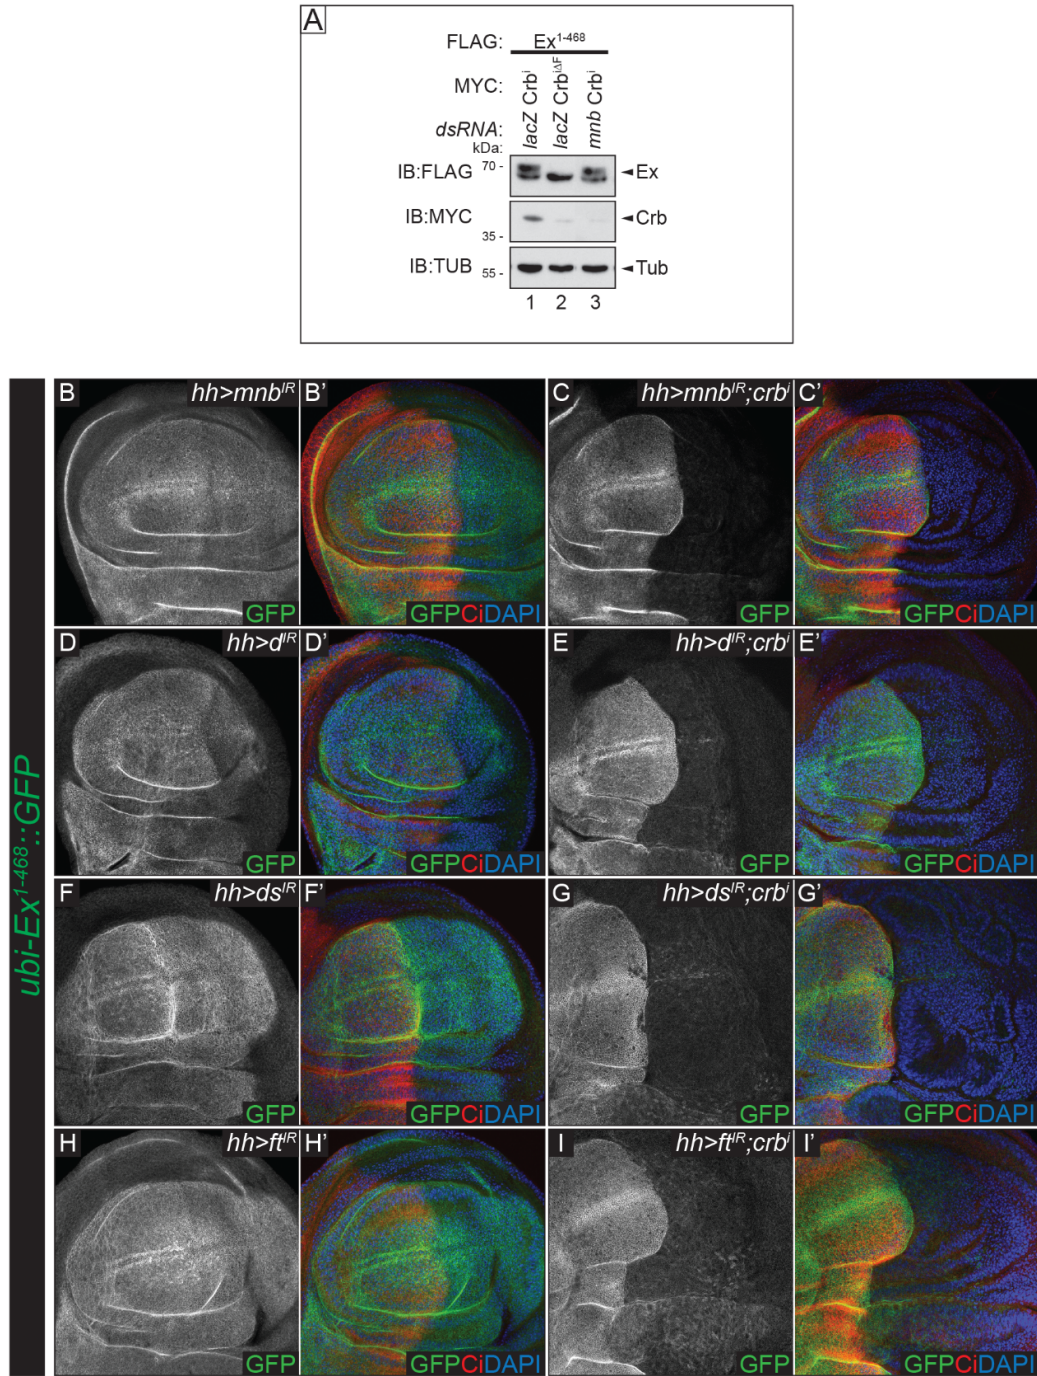 A
FLAG: Ex1-468
MYC: Crbi CrbiΔF Crbi
dsRNA: lacZ lacZ mnb
kDa:
IB:FLAG 70 - Ex
IB:MYC 35 - Crb
IB:TUB 55 - Tub
1 2 3
ubi-Ex1-468::GFP
B hh>mnbIR B' C hh>mnbIR;crbi C'
GFP GFPCiDAPI GFP GFPCiDAPI
D hh>dIR D' E hh>dIR;crbi E'
GFP GFPCiDAPI GFP GFPCiDAPI
F hh>dsIR F' G hh>dsIR;crbi G'
GFP GFPCiDAPI GFP GFPCiDAPI
H hh>ftIR H' I hh>ftIR;crbi I'
GFP GFPCiDAPI GFP GFPCiDAPI